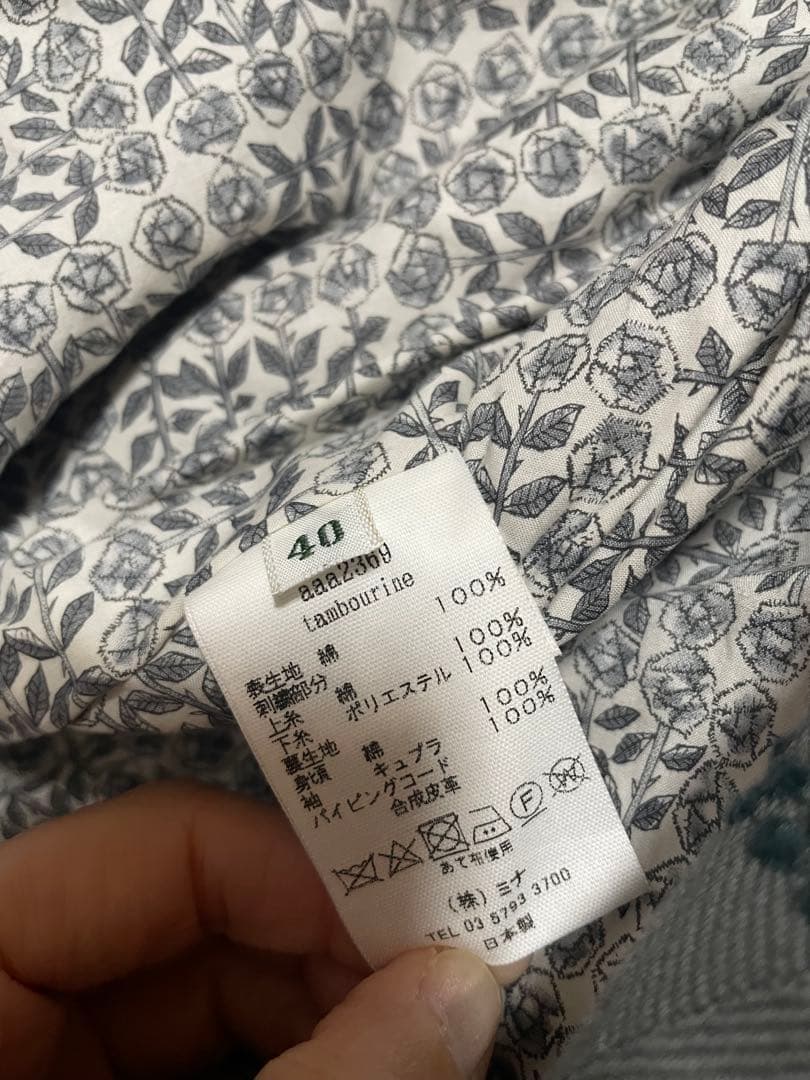 40
aaa2369
tambourine
表生地 綿 100%
刺繍部分
上糸 綿 100%
下糸 ポリエステル 100%
裏生地
身頃 綿 100%
袖 キュプラ 100%
パイピングコード
合成皮革
F
W
あて布使用
(株)ミナ
TEL 03 5793 3700
日本製